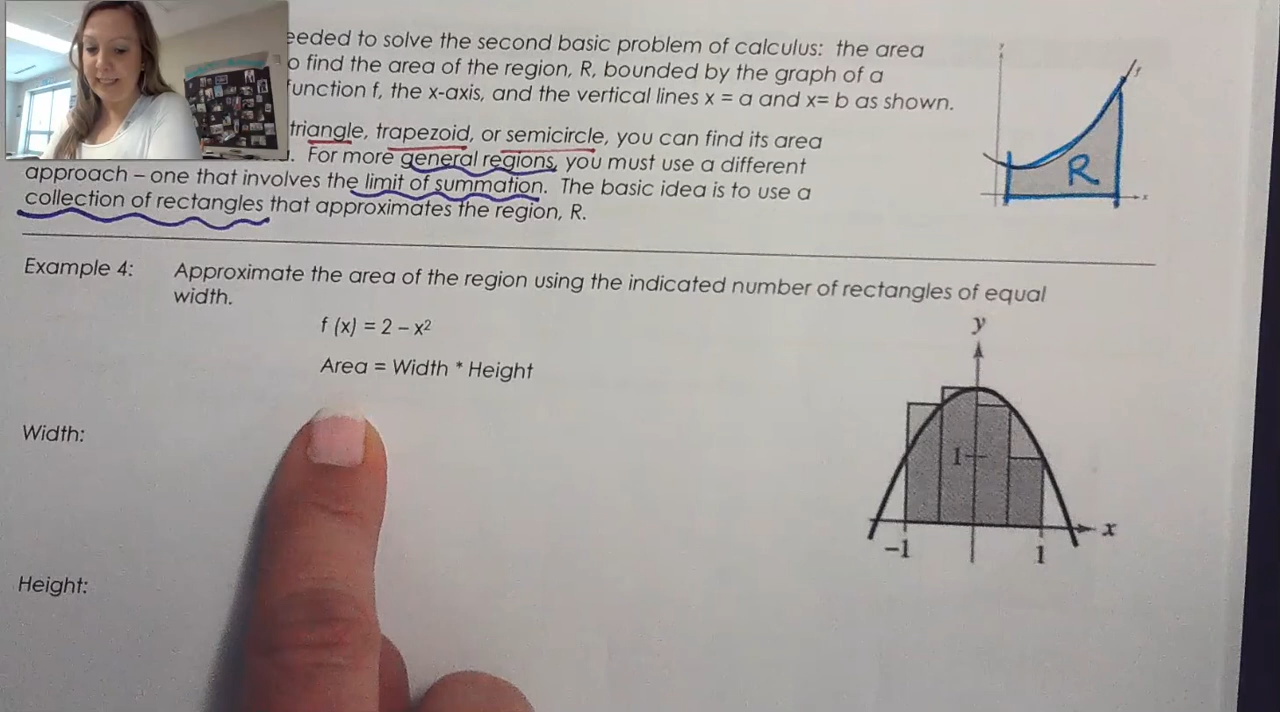 eeded to solve the second basic problem of calculus: the area
o find the area of the region, R, bounded by the graph of a
function f, the x-axis, and the vertical lines x = a and x= b as shown.
triangle, trapezoid, or semicircle, you can find its area
. For more general regions, you must use a different
approach – one that involves the limit of summation. The basic idea is to use a
collection of rectangles that approximates the region, R.
y
f
R
x
Example 4: Approximate the area of the region using the indicated number of rectangles of equal
width.
f (x) = 2 – x²
Area = Width * Height
Width:
Height:
y
1
x
−1
1